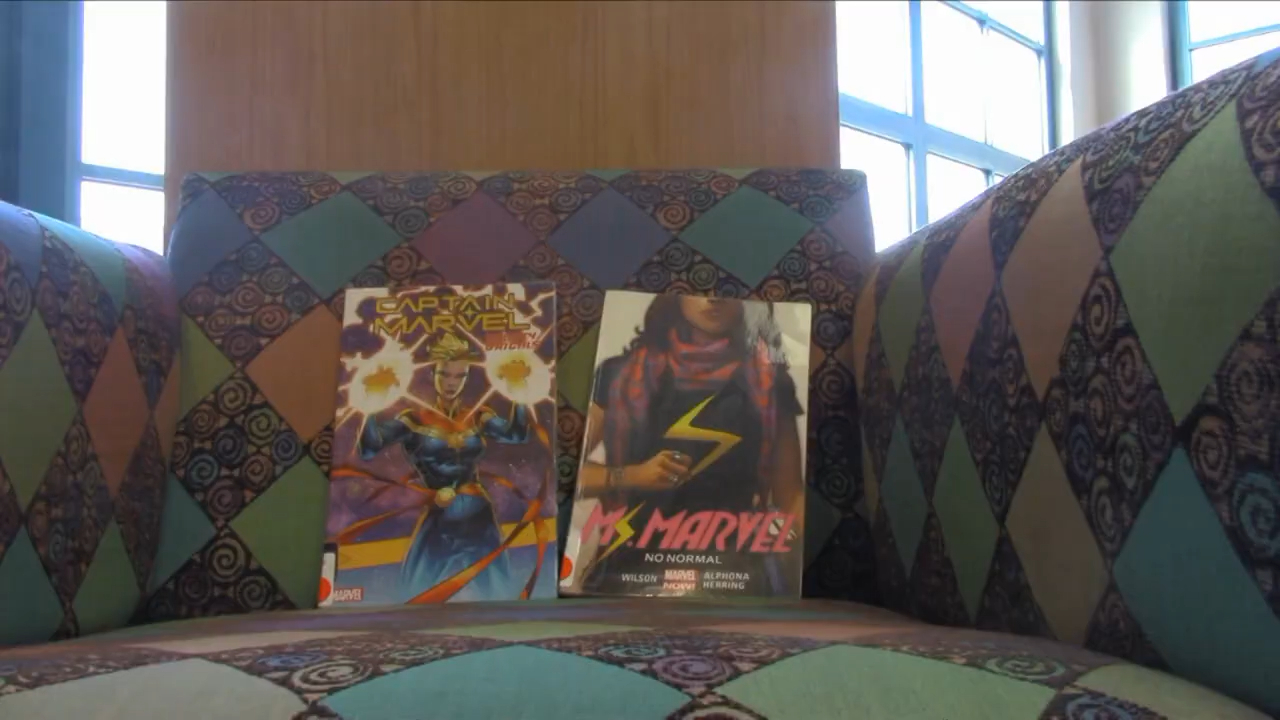 CAPTAIN
MARVEL
MARVEL
MS. MARVEL
NO NORMAL
WILSON
MARVEL
NOW!
ALPHONA
HERRING